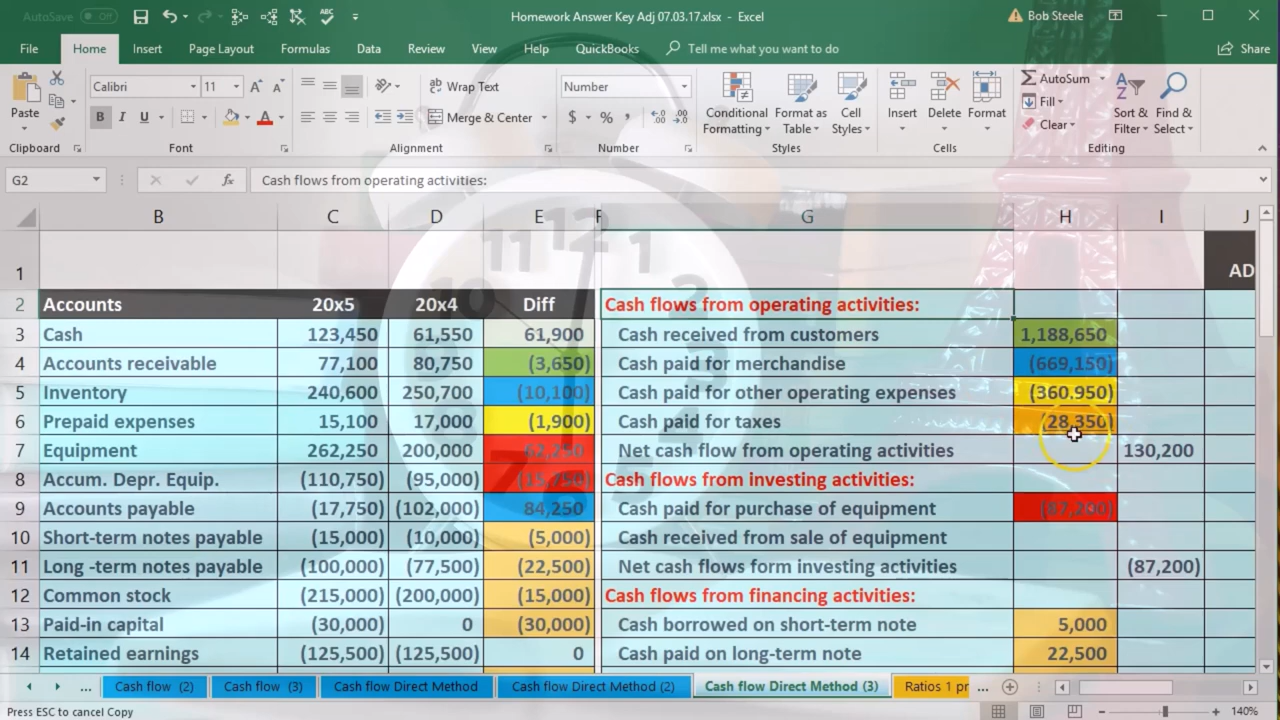 AutoSave Off Homework Answer Key Adj 07.03.17.xlsx - Excel Bob Steele
File Home Insert Page Layout Formulas Data Review View Help QuickBooks Tell me what you want to do Share
Calibri 11 Wrap Text Number AutoSum
Paste Merge & Center Conditional Formatting Format as Table Cell Styles Insert Delete Format Fill Clear Sort & Filter Find & Select
Clipboard Font Alignment Number Styles Cells Editing
G2 fx Cash flows from operating activities:
B C D E F G H I J
1 AD
2 Accounts 20x5 20x4 Diff Cash flows from operating activities:
3 Cash 123,450 61,550 61,900 Cash received from customers 1,188,650
4 Accounts receivable 77,100 80,750 (3,650) Cash paid for merchandise (669,150)
5 Inventory 240,600 250,700 (10,100) Cash paid for other operating expenses (360.950)
6 Prepaid expenses 15,100 17,000 (1,900) Cash paid for taxes (28,350)
7 Equipment 262,250 200,000 62,250 Net cash flow from operating activities 130,200
8 Accum. Depr. Equip. (110,750) (95,000) (15,750) Cash flows from investing activities:
9 Accounts payable (17,750) (102,000) 84,250 Cash paid for purchase of equipment (87,200)
10 Short-term notes payable (15,000) (10,000) (5,000) Cash received from sale of equipment
11 Long -term notes payable (100,000) (77,500) (22,500) Net cash flows form investing activities (87,200)
12 Common stock (215,000) (200,000) (15,000) Cash flows from financing activities:
13 Paid-in capital (30,000) 0 (30,000) Cash borrowed on short-term note 5,000
14 Retained earnings (125,500) (125,500) 0 Cash paid on long-term note 22,500
... Cash flow (2) Cash flow (3) Cash flow Direct Method Cash flow Direct Method (2) Cash flow Direct Method (3) Ratios 1 pr ...
Press ESC to cancel Copy 140%